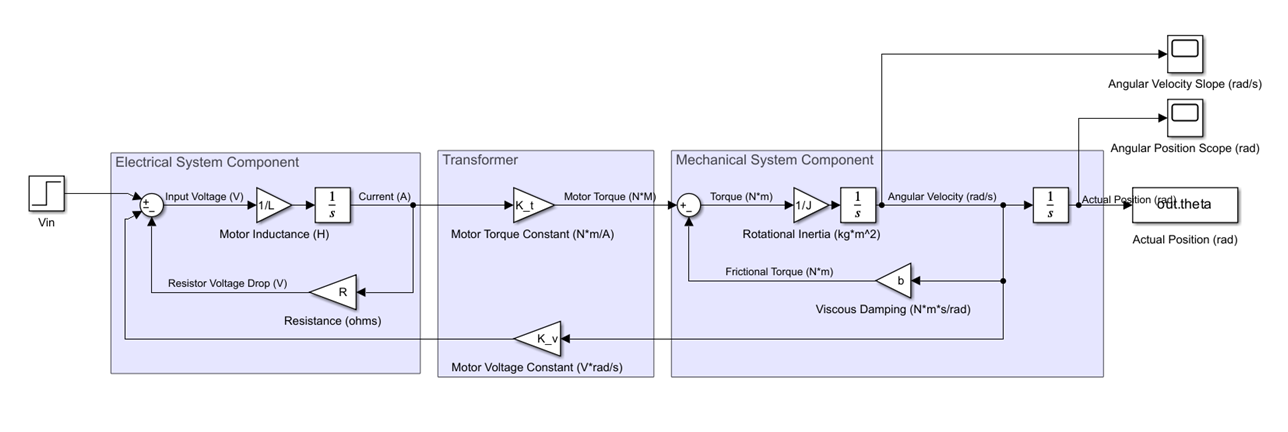 Angular Velocity Slope (rad/s)
Angular Position Scope (rad)
Electrical System Component
Transformer
Mechanical System Component
Vin
+
-
-
Input Voltage (V)
1/L
1
s
Current (A)
Motor Inductance (H)
K_t
Motor Torque (N*M)
Motor Torque Constant (N*m/A)
+
-
Torque (N*m)
1/J
1
s
Angular Velocity (rad/s)
Rotational Inertia (kg*m^2)
1
s
Actual Position (rad)
out.theta
Actual Position (rad)
Resistor Voltage Drop (V)
R
Resistance (ohms)
Frictional Torque (N*m)
b
Viscous Damping (N*m*s/rad)
K_v
Motor Voltage Constant (V*rad/s)